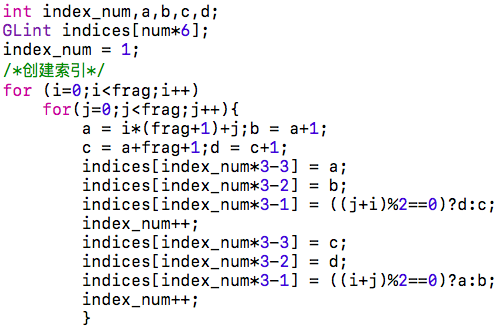 int index_num,a,b,c,d;
GLint indices[num*6];
index_num = 1;
/*创建索引*/
for (i=0;i<frag;i++)
    for(j=0;j<frag;j++){
        a = i*(frag+1)+j;b = a+1;
        c = a+frag+1;d = c+1;
        indices[index_num*3-3] = a;
        indices[index_num*3-2] = b;
        indices[index_num*3-1] = ((j+i)%2==0)?d:c;
        index_num++;
        indices[index_num*3-3] = c;
        indices[index_num*3-2] = d;
        indices[index_num*3-1] = ((i+j)%2==0)?a:b;
        index_num++;
        }